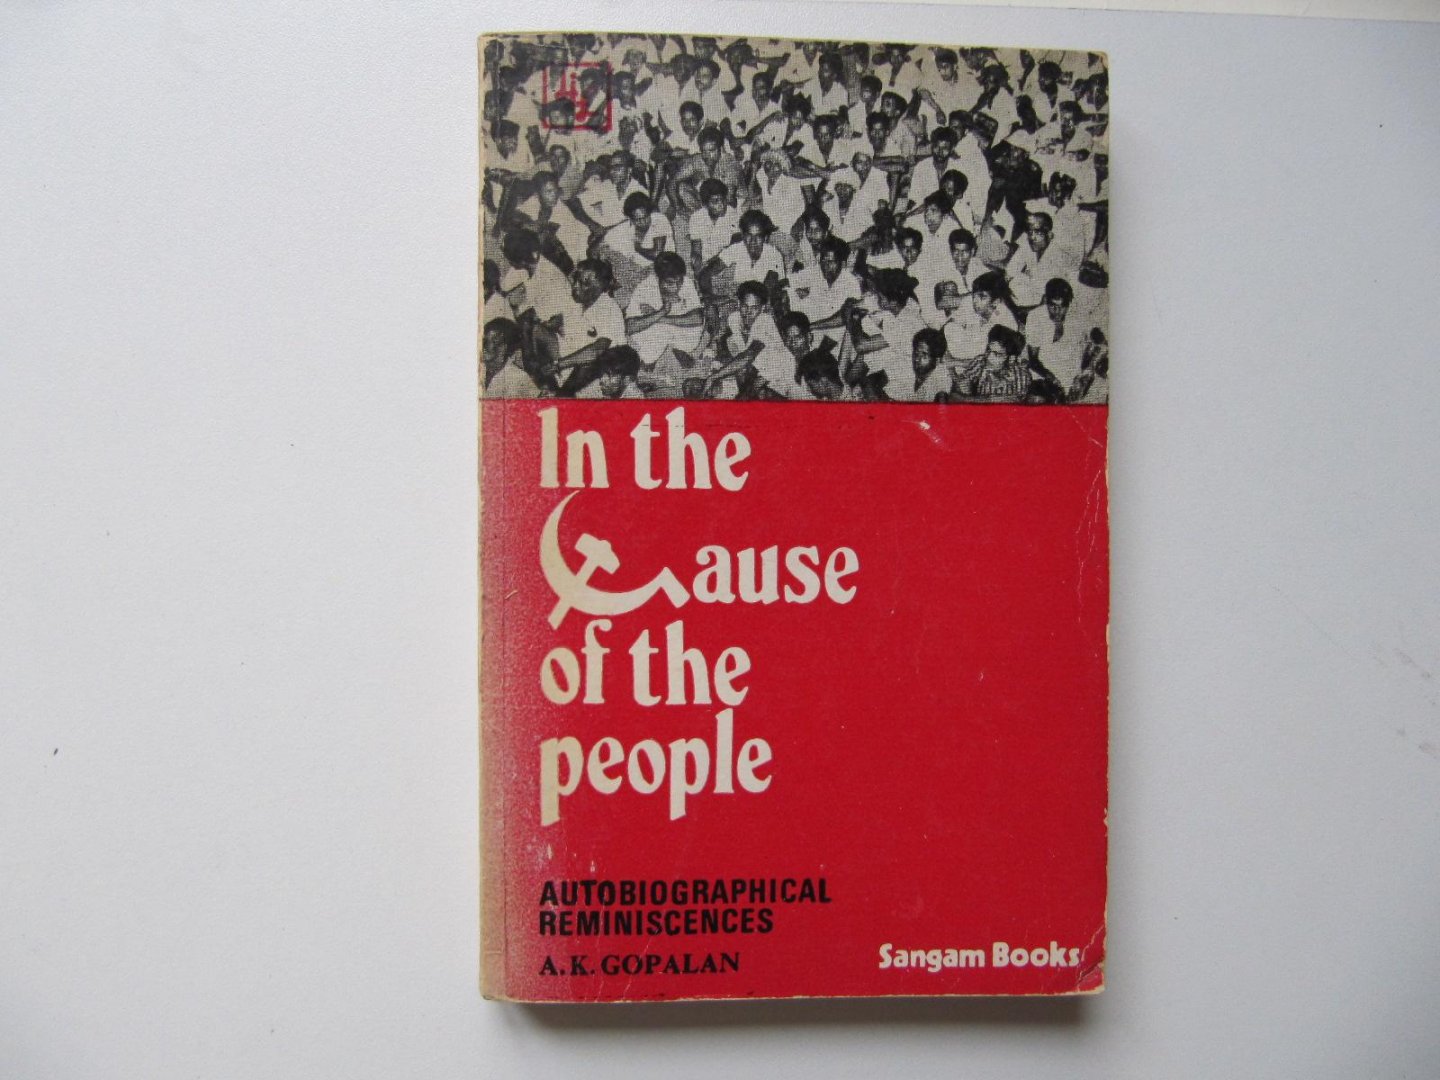 In the
Cause
of the
people
AUTOBIOGRAPHICAL
REMINISCENCES
A. K. GOPALAN
Sangam Books